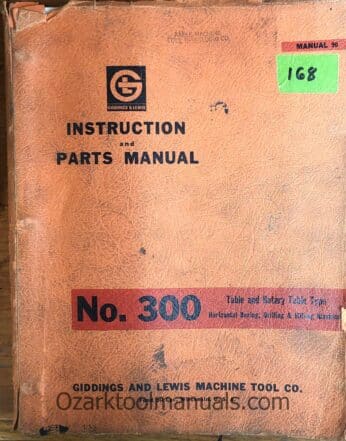 MANUAL 96
168
GIDDINGS & LEWIS
INSTRUCTION
and
PARTS MANUAL
No. 300
Table and Rotary Table Type
Horizontal Boring, Drilling & Milling Machines
GIDDINGS AND LEWIS MACHINE TOOL CO.
Ozarktoolmanuals.com